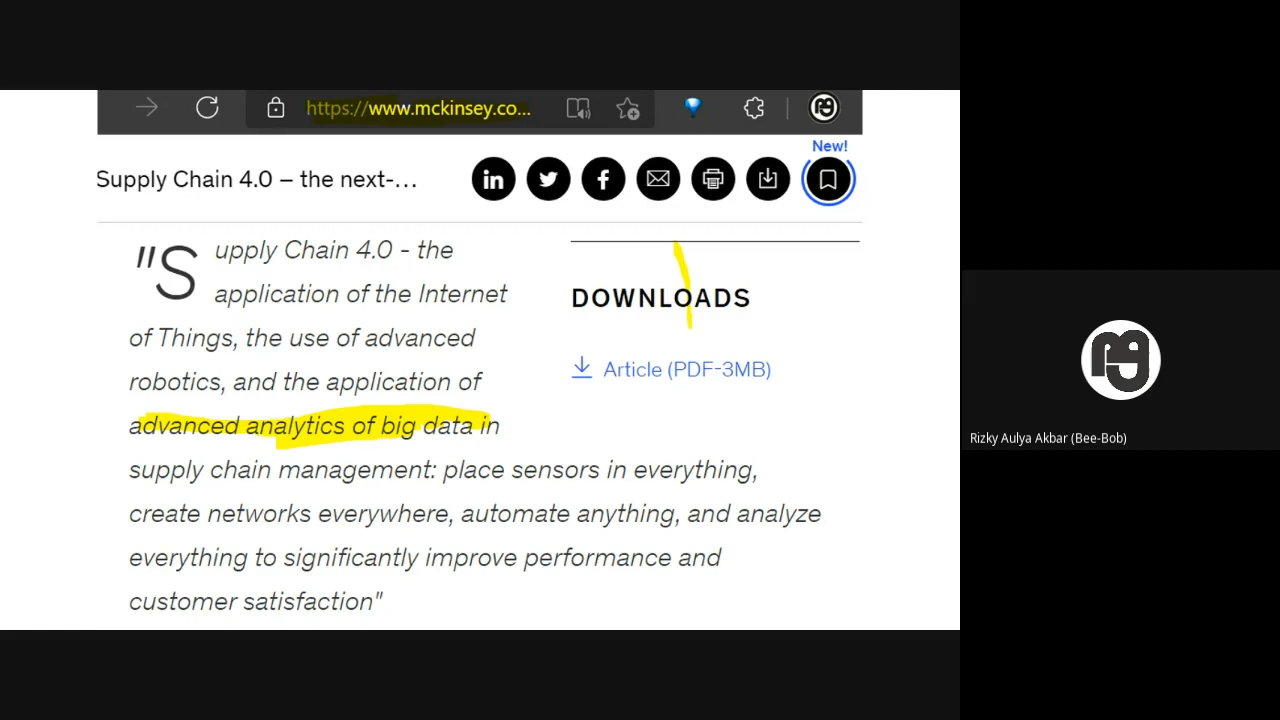 https://www.mckinsey.co...
New!
Supply Chain 4.0 – the next-...
in
f
"Supply Chain 4.0 - the
application of the Internet
of Things, the use of advanced
robotics, and the application of
advanced analytics of big data in
supply chain management: place sensors in everything,
create networks everywhere, automate anything, and analyze
everything to significantly improve performance and
customer satisfaction"
DOWNLOADS
Article (PDF-3MB)
Rizky Aulya Akbar (Bee-Bob)